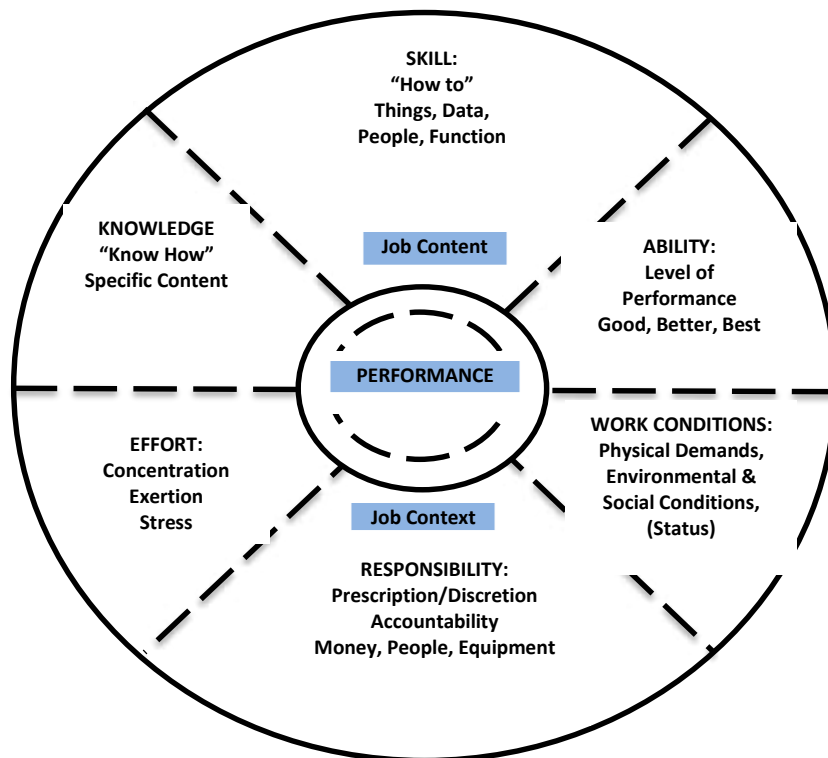 SKILL:
“How to”
Things, Data,
People, Function
KNOWLEDGE
“Know How”
Specific Content
Job Content
ABILITY:
Level of
Performance
Good, Better, Best
PERFORMANCE
EFFORT:
Concentration
Exertion
Stress
WORK CONDITIONS:
Physical Demands,
Environmental &
Social Conditions,
(Status)
Job Context
RESPONSIBILITY:
Prescription/Discretion
Accountability
Money, People, Equipment